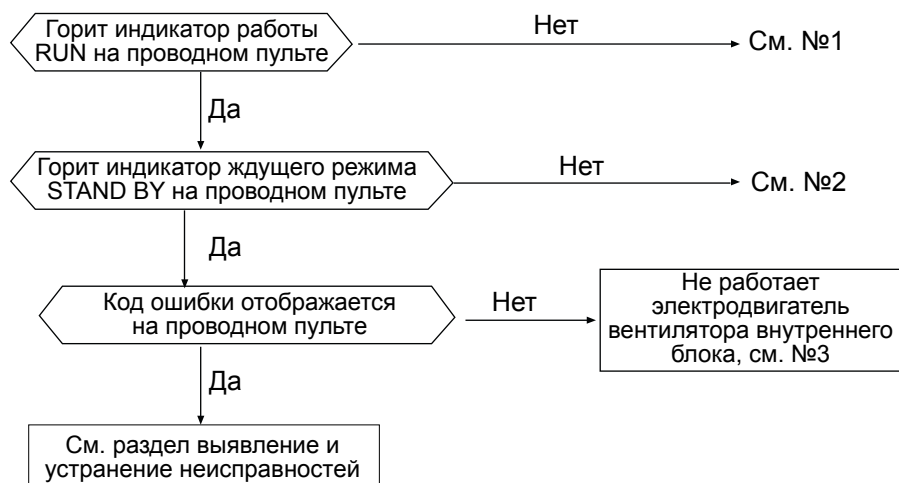 Горит индикатор работы
RUN на проводном пульте
Нет
См. №1
Да
Горит индикатор ждущего режима
STAND BY на проводном пульте
Нет
См. №2
Да
Код ошибки отображается
на проводном пульте
Нет
Не работает
электродвигатель
вентилятора внутреннего
блока, см. №3
Да
См. раздел выявление и
устранение неисправностей